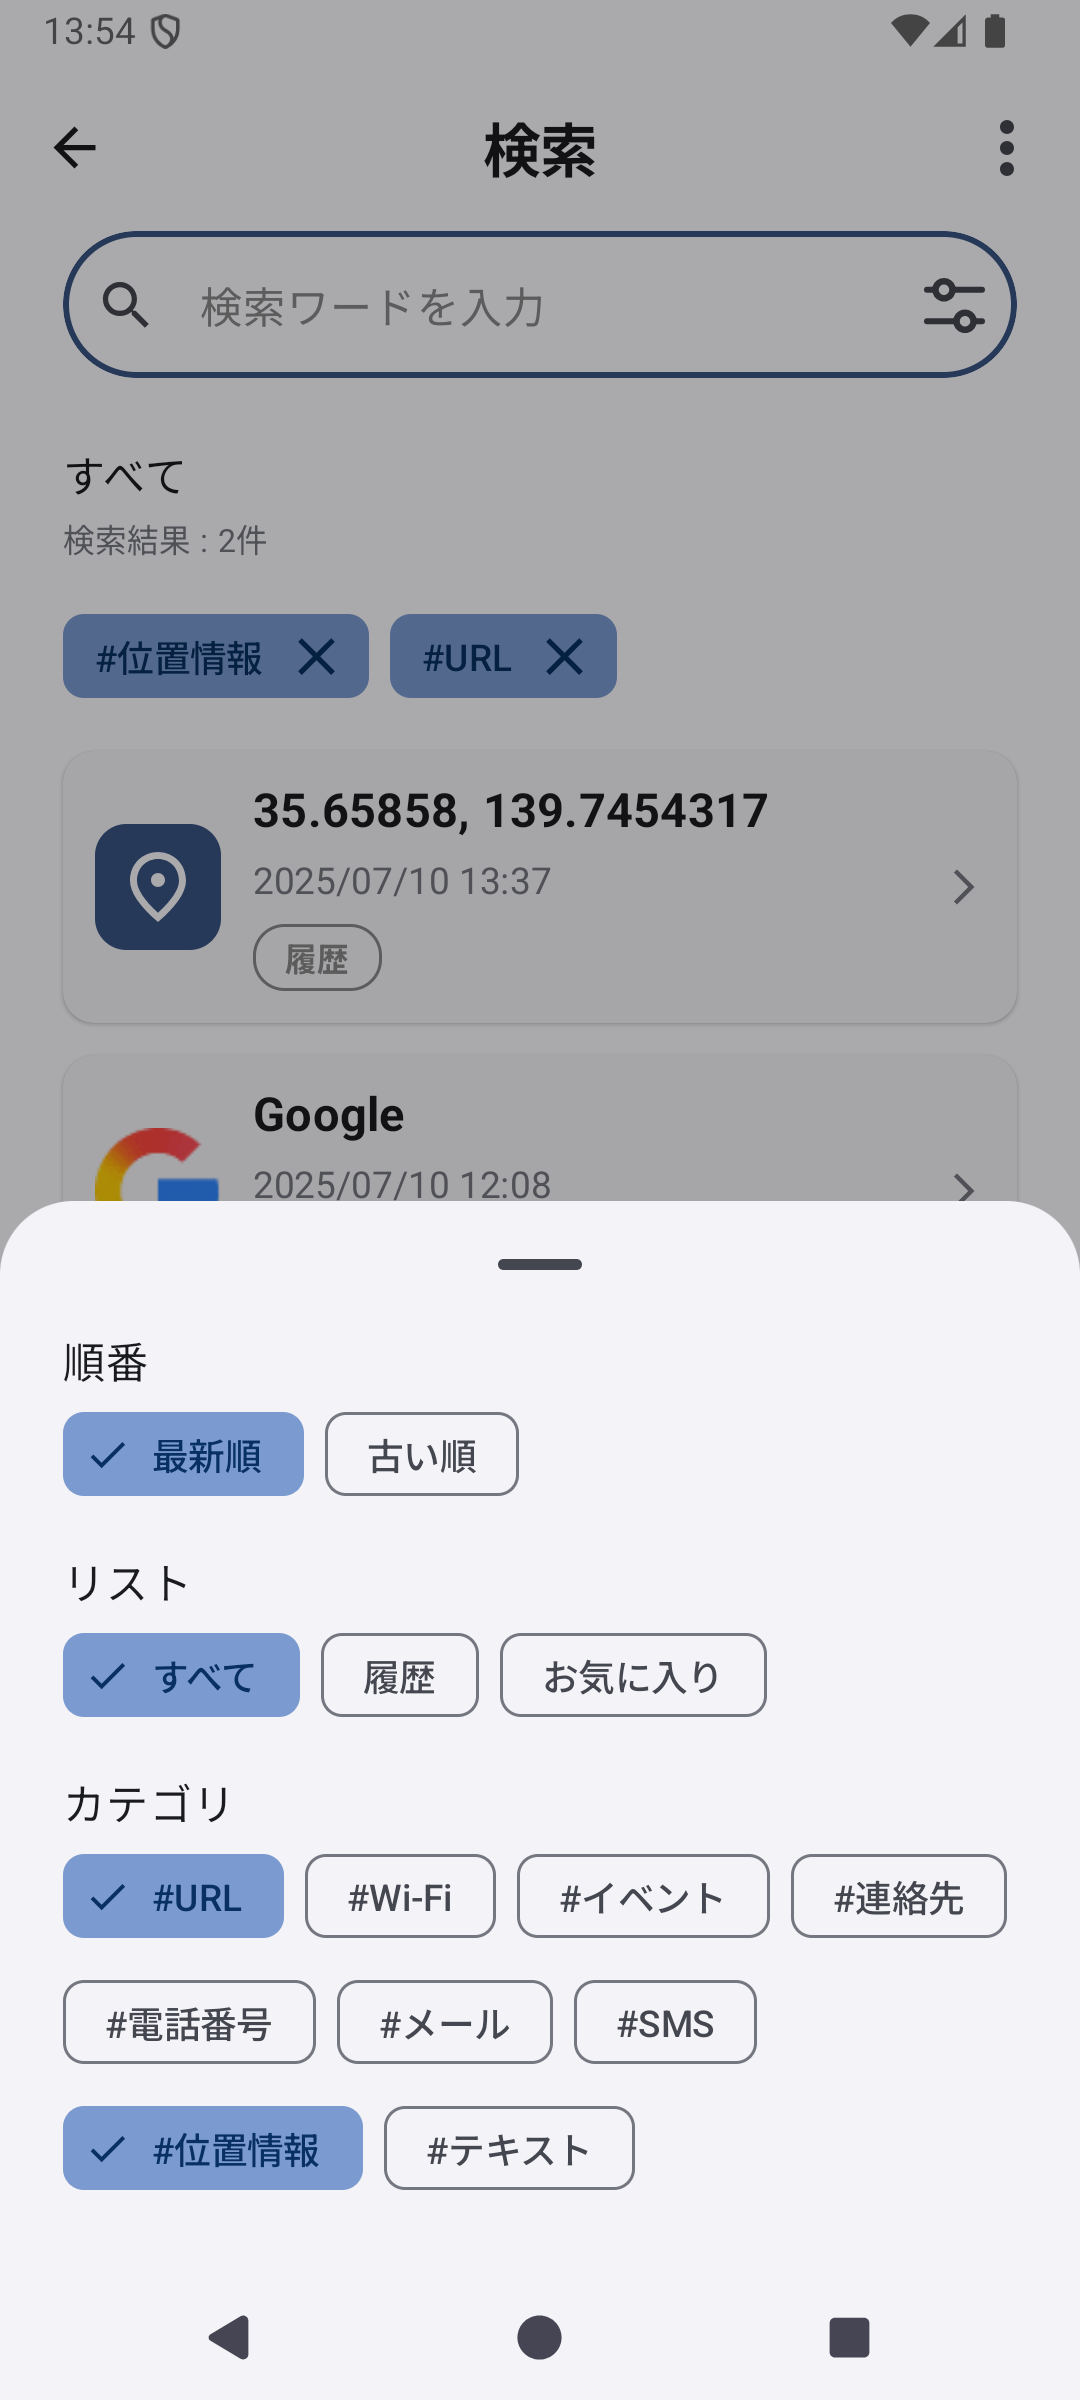 13:54
検索
検索ワードを入力
すべて
検索結果 : 2件
#位置情報 #URL
35.65858, 139.7454317
2025/07/10 13:37
履歴
Google
2025/07/10 12:08
順番
最新順 古い順
リスト
すべて 履歴 お気に入り
カテゴリ
#URL #Wi-Fi #イベント #連絡先
#電話番号 #メール #SMS
#位置情報 #テキスト